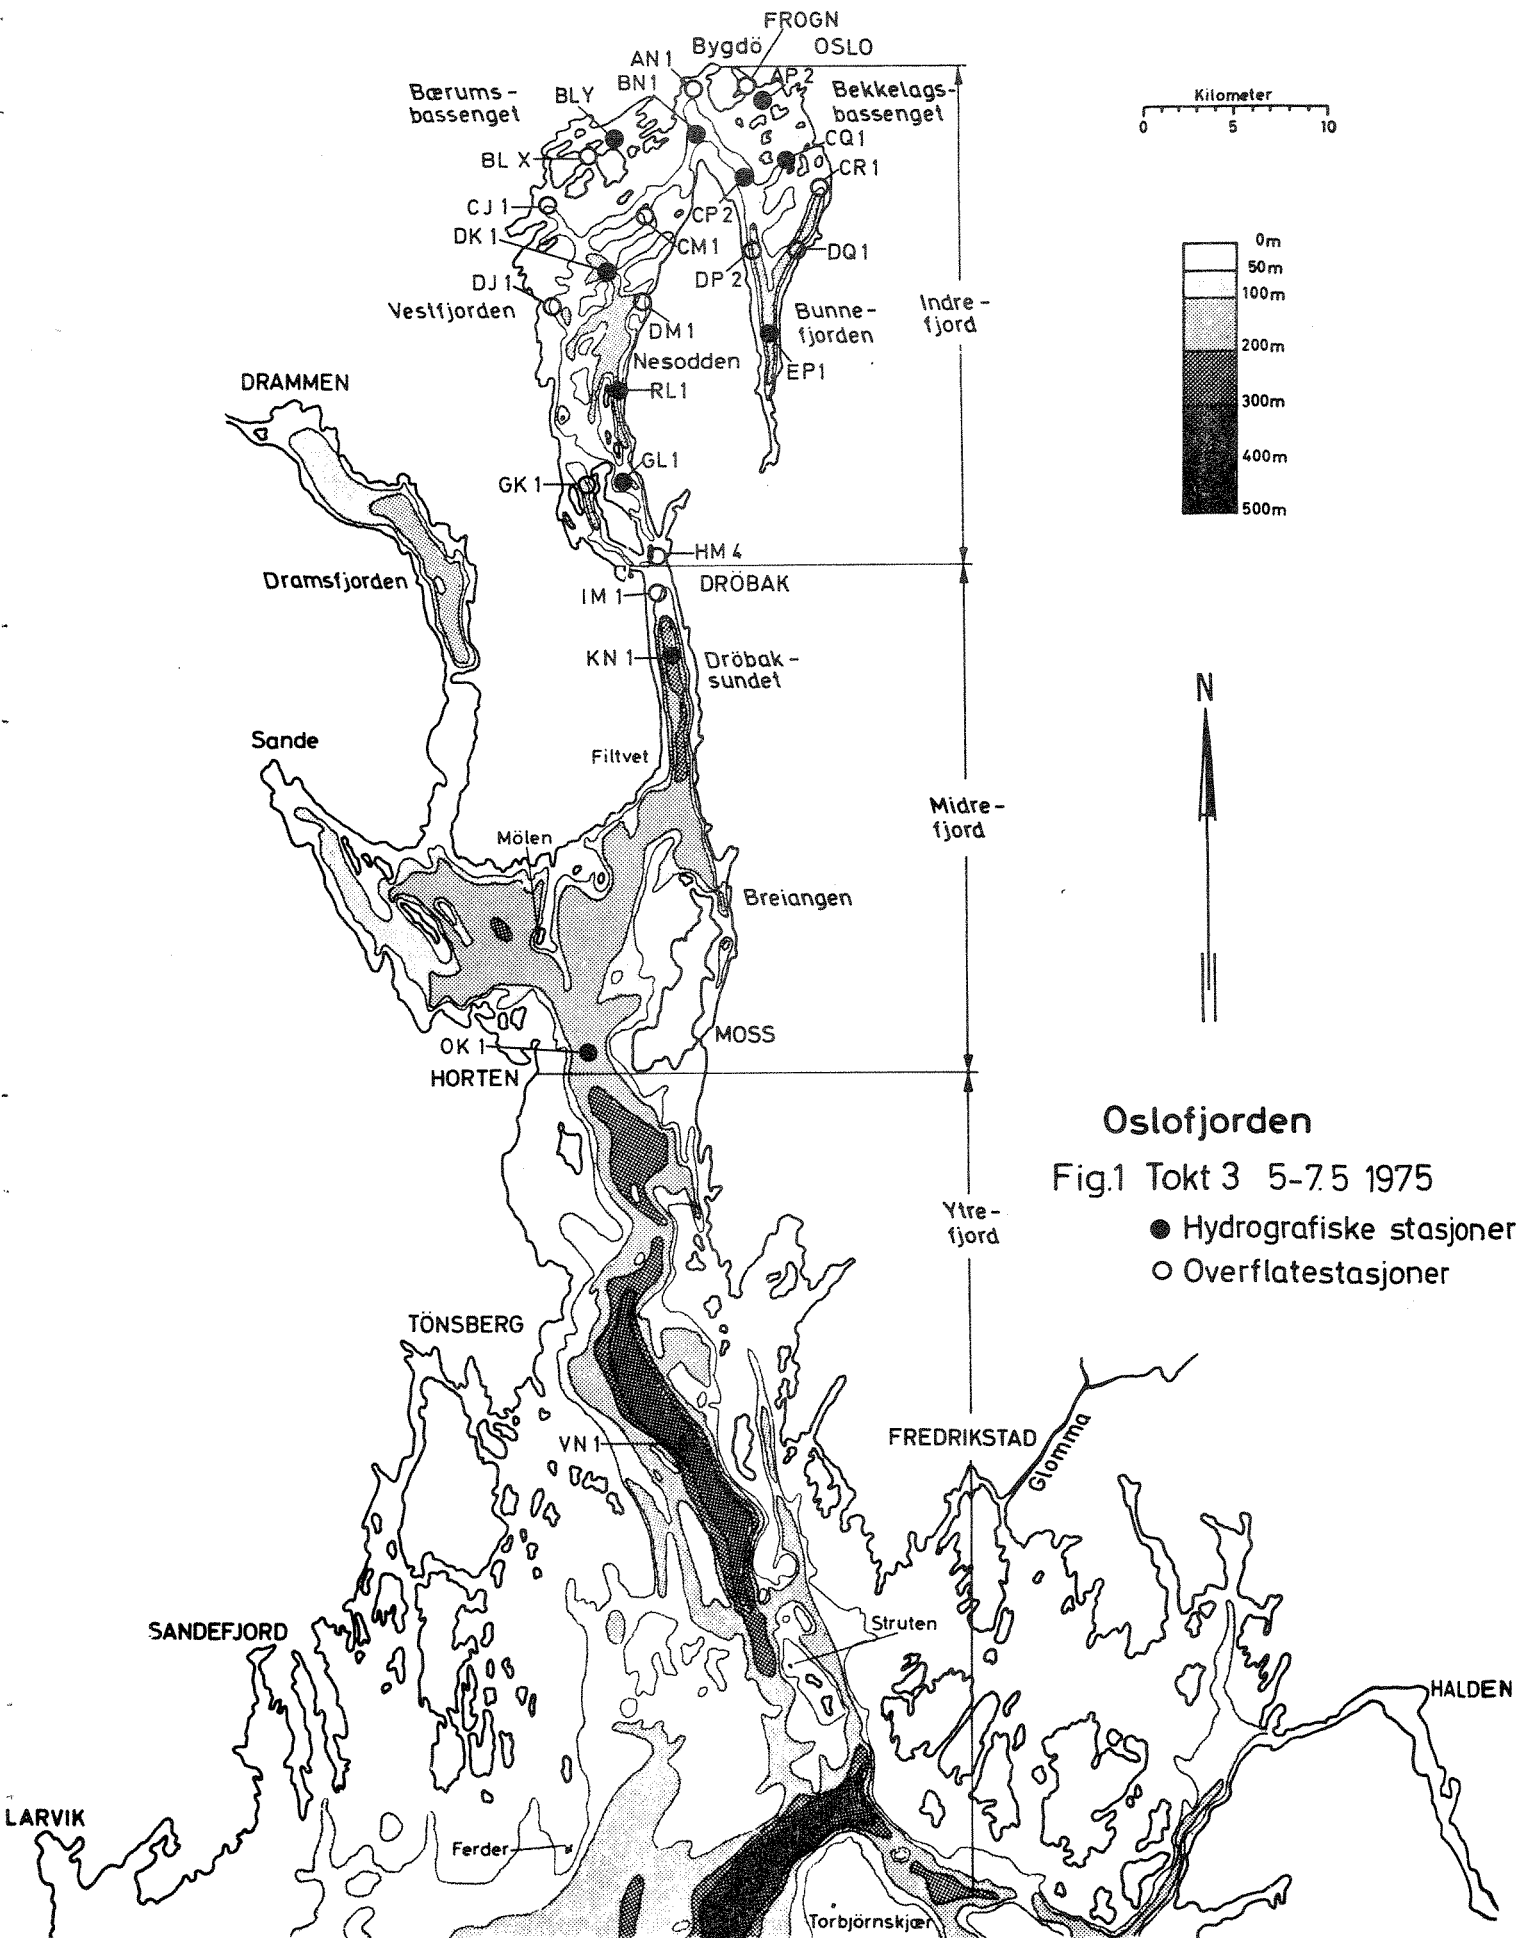 FROGN
Bygdö OSLO
AN 1
BN 1
AP 2
Bærums-
bassenget
BLY
Bekkelags-
bassenget
Kilometer
0 5 10
BL X
CQ 1
CR 1
CJ 1
CP 2
DK 1
CM 1
DP 2
DQ 1
DJ 1
Vestfjorden
DM 1
Bunne-
fjorden
Indre-
fjord
0m
50m
100m
200m
300m
400m
500m
Nesodden
EP1
RL1
DRAMMEN
GL 1
GK 1
HM 4
DRÖBAK
IM 1
Dramsfjorden
KN 1
Dröbak-
sundet
N
Sande
Filtvet
Midre-
fjord
Mölen
Breiangen
MOSS
OK 1
HORTEN
Oslofjorden
Fig.1 Tokt 3 5-7.5 1975
Hydrografiske stasjoner
Overflatestasjoner
Ytre-
fjord
TÖNSBERG
VN 1
FREDRIKSTAD
Glomma
Struten
SANDEFJORD
HALDEN
LARVIK
Ferder
Torbjörnskjær